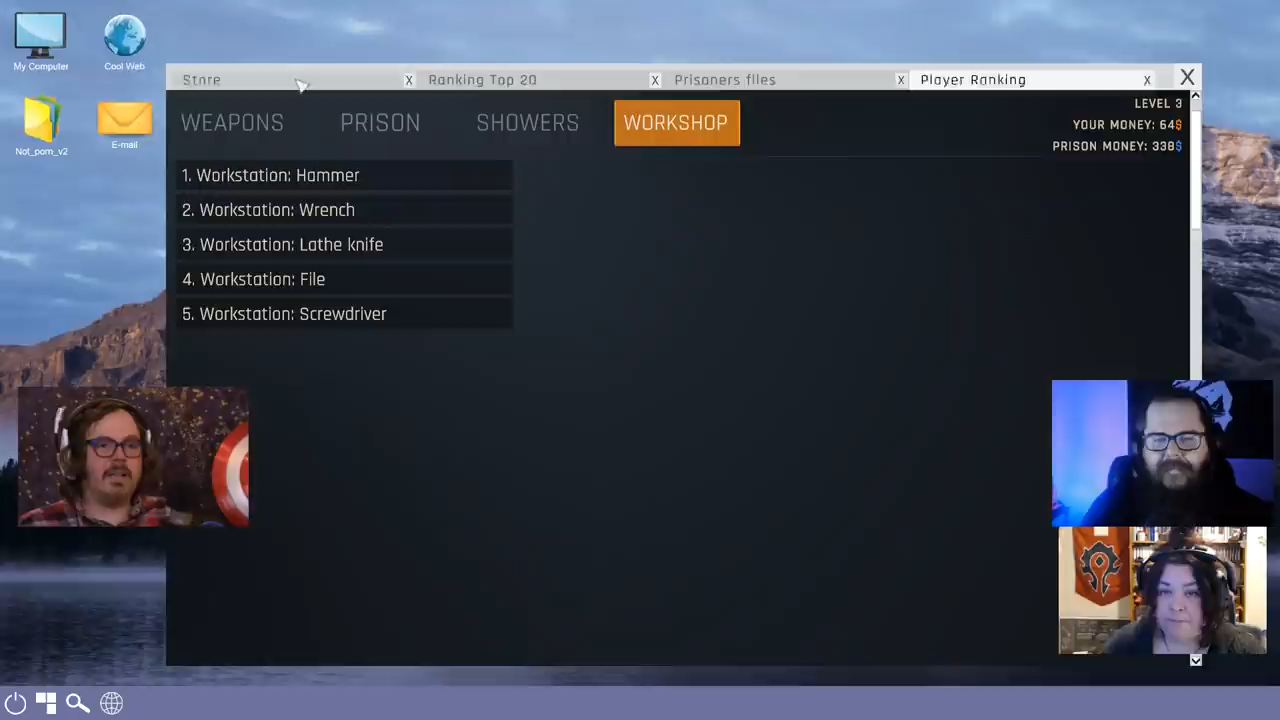 My Computer
Cool Web
Not_porn_v2
E-mail
Store X
Ranking Top 20 X
Prisoners files X
Player Ranking X
X
WEAPONS
PRISON
SHOWERS
WORKSHOP
LEVEL 3
YOUR MONEY: 64$
PRISON MONEY: 338$
1. Workstation: Hammer
2. Workstation: Wrench
3. Workstation: Lathe knife
4. Workstation: File
5. Workstation: Screwdriver